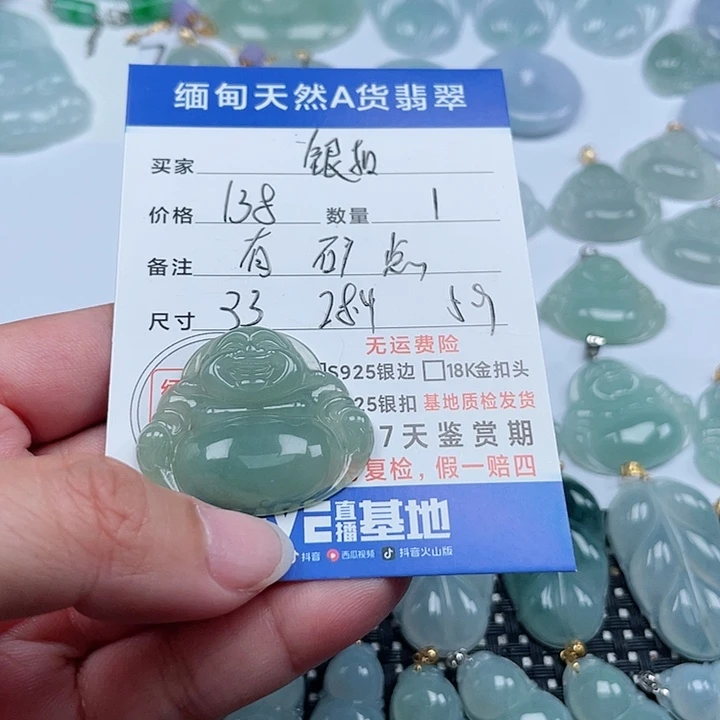 缅甸天然A货翡翠
买家 银扣
价格 138 数量 1
备注 有矿点
尺寸 33 28.4 5.9
无运费险
S925银边 18K金扣头
25银扣 基地质检发货
7天鉴赏期
复检，假一赔四
直播基地
抖音 西瓜视频 抖音火山版